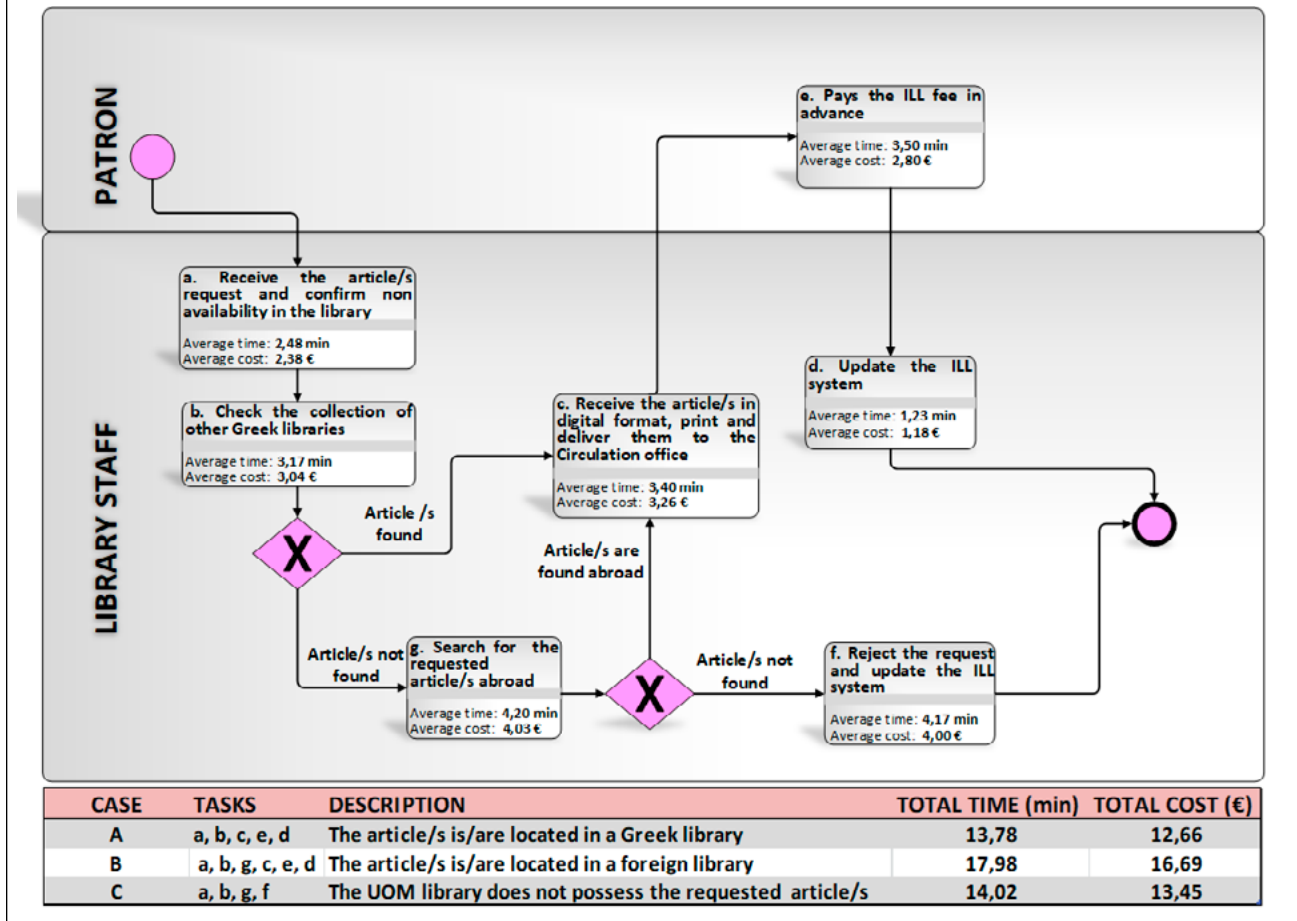 PATRON
e. Pays the ILL fee in
advance
Average time: 3,50 min
Average cost: 2,80 €
LIBRARY STAFF
a. Receive the article/s
request and confirm non
availability in the library
Average time: 2,48 min
Average cost: 2,38 €
b. Check the collection of
other Greek libraries
Average time: 3,17 min
Average cost: 3,04 €
X
Article /s
found
c. Receive the article/s in
digital format, print and
deliver them to the
Circulation office
Average time: 3,40 min
Average cost: 3,26 €
d. Update the ILL
system
Average time: 1,23 min
Average cost: 1,18 €
Article/s are
found abroad
Article/s not
found
g. Search for the
requested
article/s abroad
Average time: 4,20 min
Average cost: 4,03 €
X
Article/s not
found
f. Reject the request
and update the ILL
system
Average time: 4,17 min
Average cost: 4,00 €
CASE TASKS DESCRIPTION TOTAL TIME (min) TOTAL COST (€)
A a, b, c, e, d The article/s is/are located in a Greek library 13,78 12,66
B a, b, g, c, e, d The article/s is/are located in a foreign library 17,98 16,69
C a, b, g, f The UOM library does not possess the requested article/s 14,02 13,45